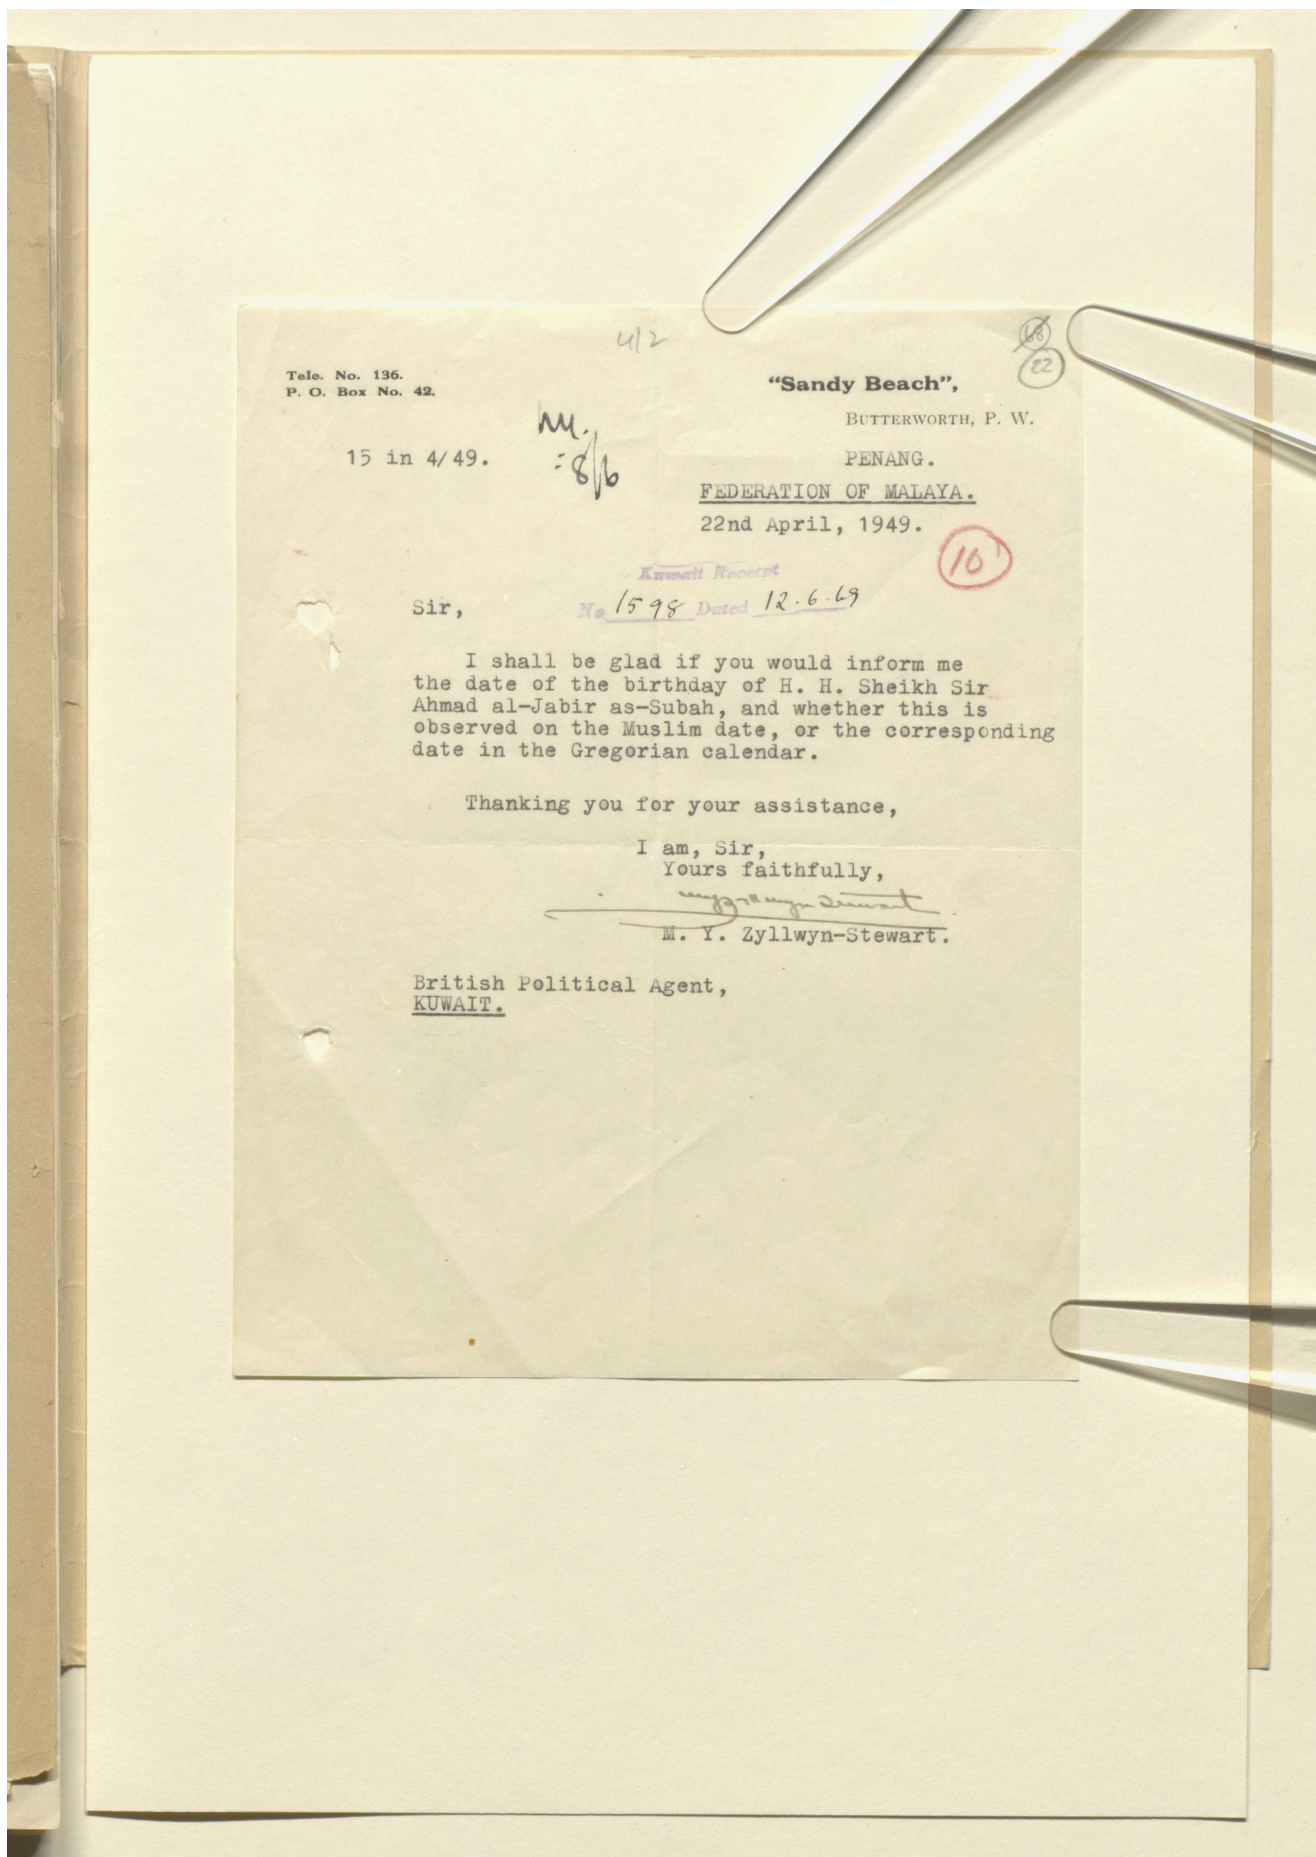 4/2
68
22
Tele. No. 136.
P. O. Box No. 42.
"Sandy Beach",
BUTTERWORTH, P. W.
15 in 4/49.
8/6
PENANG.
FEDERATION OF MALAYA.
22nd April, 1949.
10
Kuwait Receipt
No 1598 Dated 12.6.49
Sir,
I shall be glad if you would inform me
the date of the birthday of H. H. Sheikh Sir
Ahmad al-Jabir as-Subah, and whether this is
observed on the Muslim date, or the corresponding
date in the Gregorian calendar.
Thanking you for your assistance,
I am, Sir,
Yours faithfully,
M. Y. Zyllwyn-Stewart.
British Political Agent,
KUWAIT.